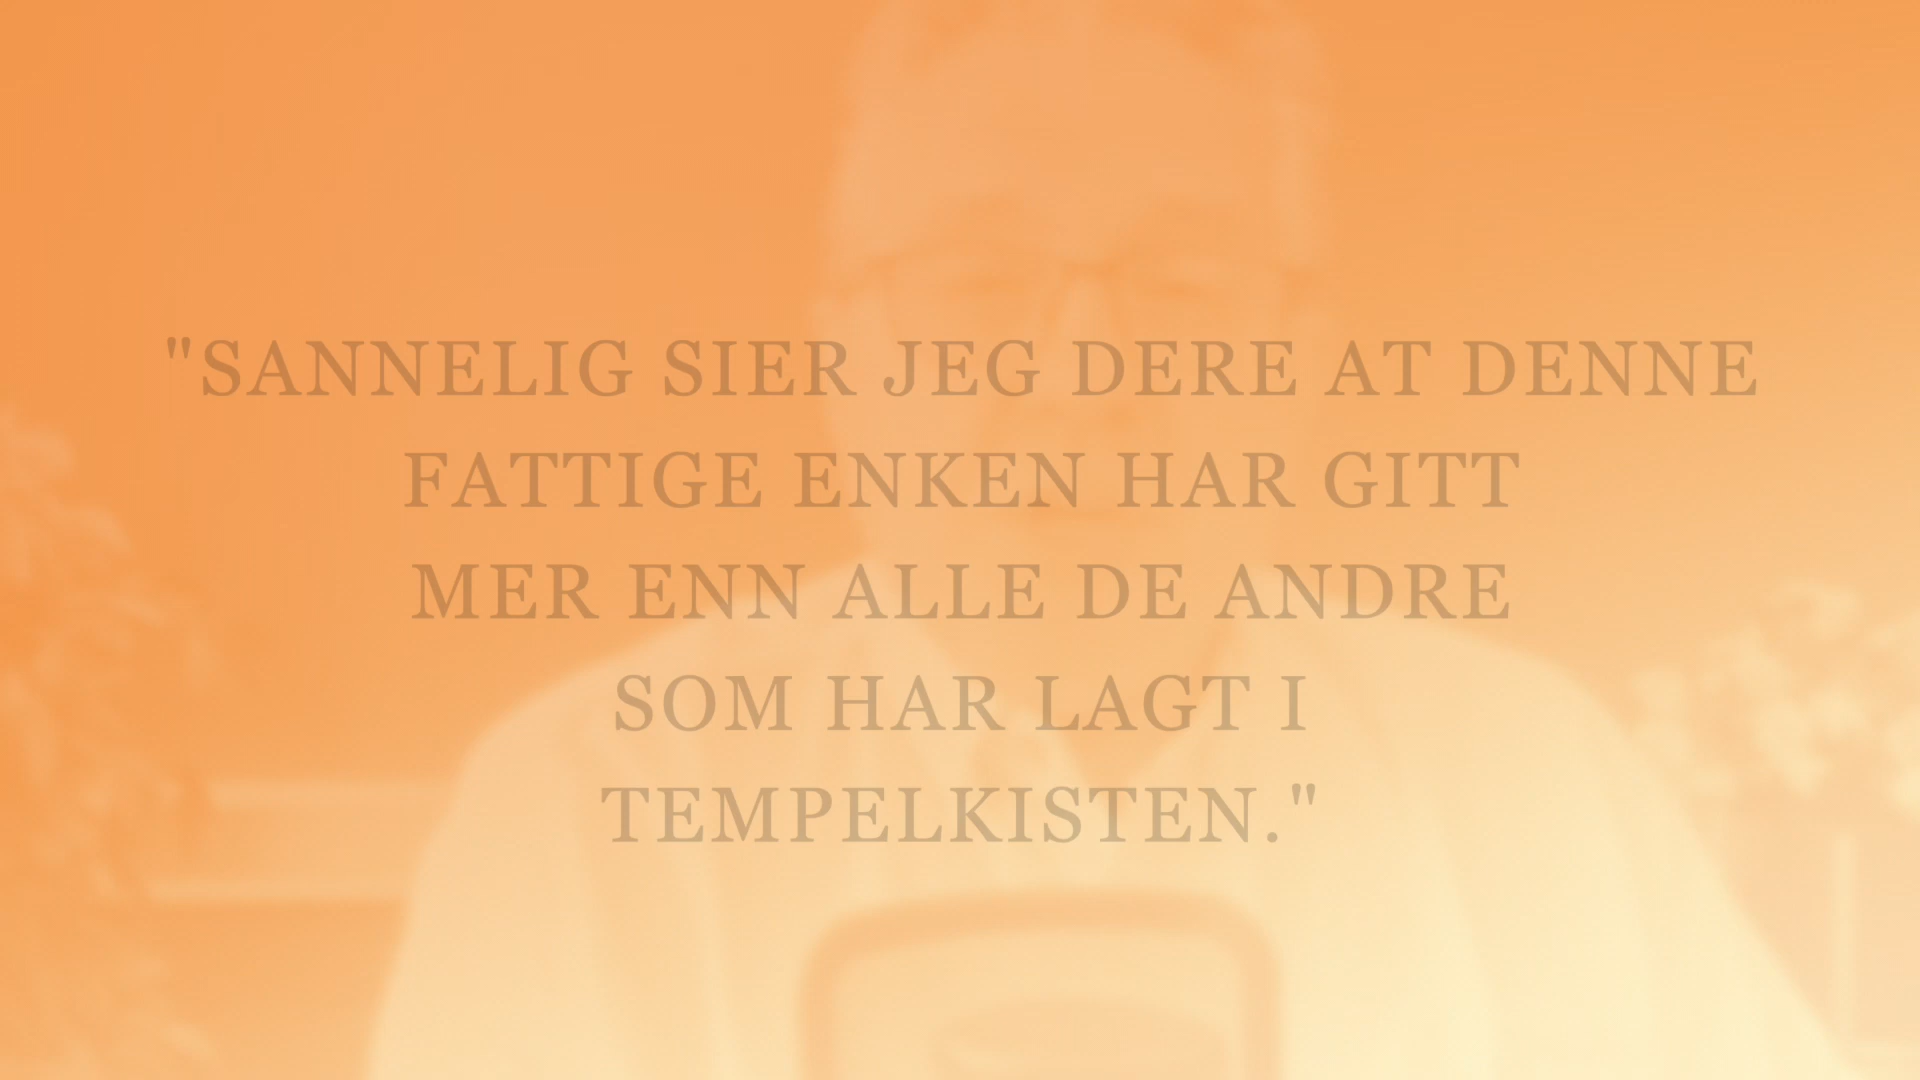 "SANNELIG SIER JEG DERE AT DENNE
FATTIGE ENKEN HAR GITT
MER ENN ALLE DE ANDRE
SOM HAR LAGT I
TEMPELKISTEN."